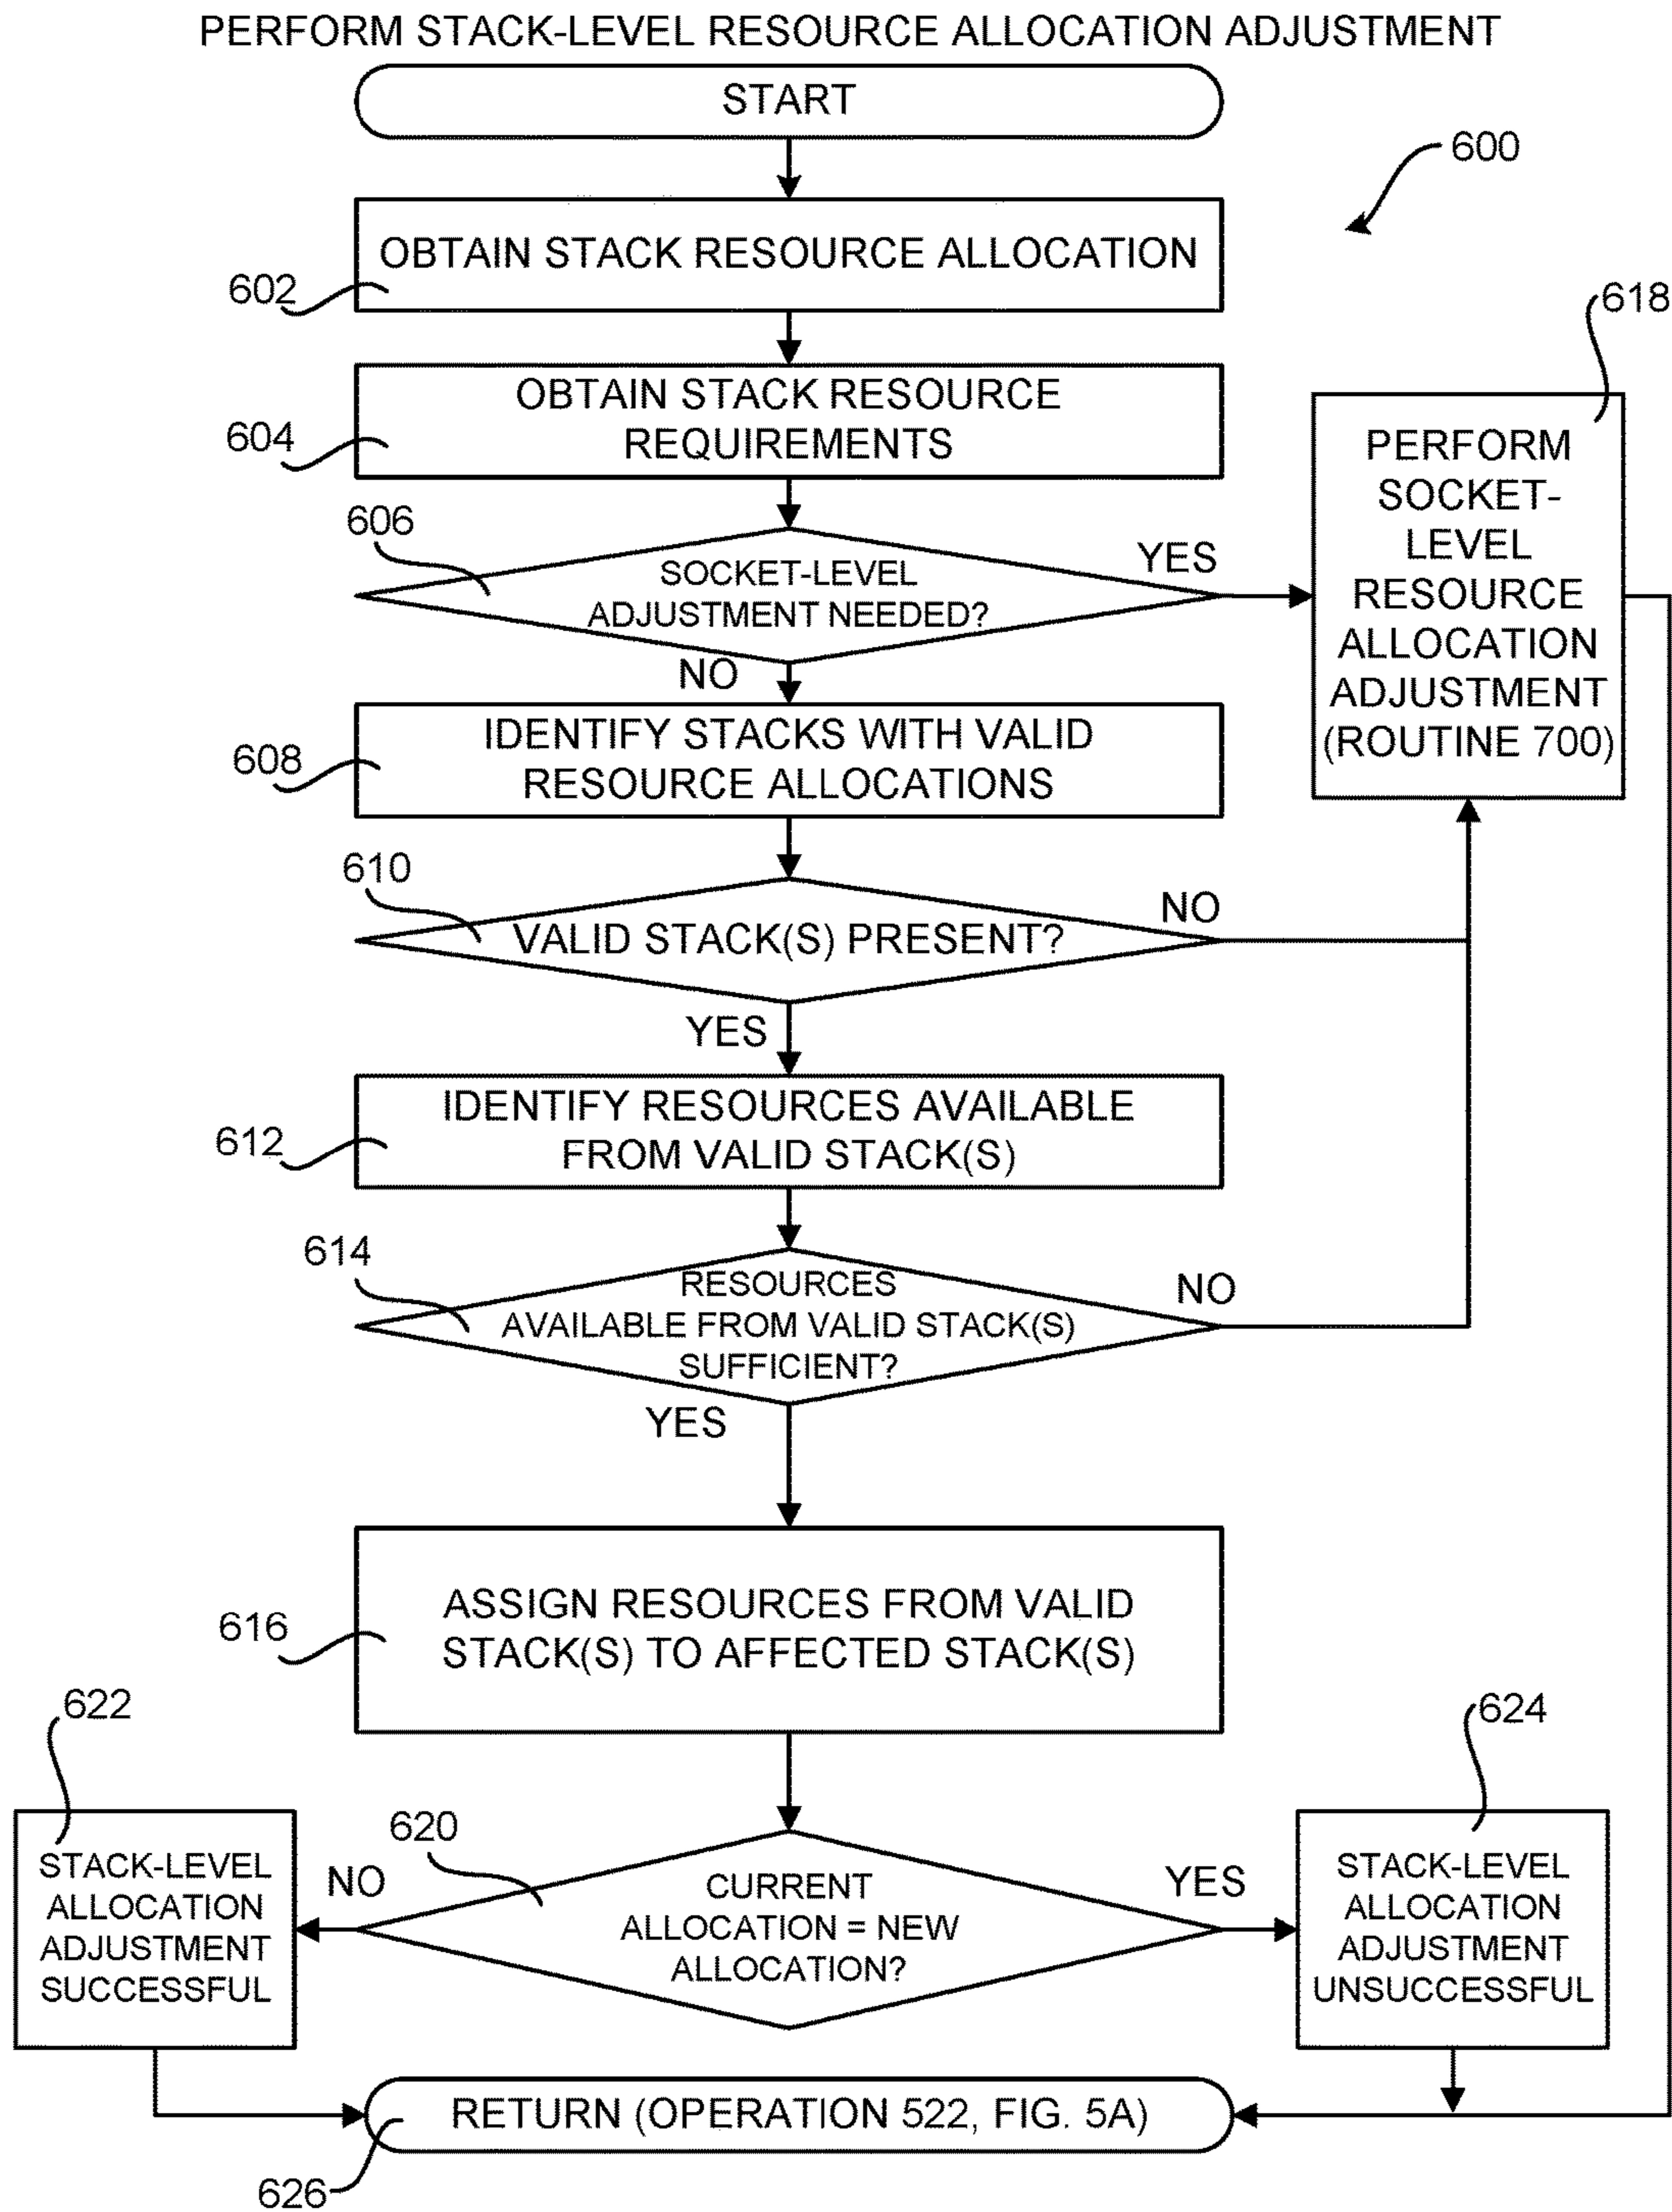 PERFORM STACK-LEVEL RESOURCE ALLOCATION ADJUSTMENT
START
600
OBTAIN STACK RESOURCE ALLOCATION
602
618
OBTAIN STACK RESOURCE
REQUIREMENTS
604
PERFORM
SOCKET-
LEVEL
RESOURCE
ALLOCATION
ADJUSTMENT
(ROUTINE 700)
606
SOCKET-LEVEL
ADJUSTMENT NEEDED?
YES
NO
IDENTIFY STACKS WITH VALID
RESOURCE ALLOCATIONS
608
610
VALID STACK(S) PRESENT?
NO
YES
IDENTIFY RESOURCES AVAILABLE
FROM VALID STACK(S)
612
614
RESOURCES
AVAILABLE FROM VALID STACK(S)
SUFFICIENT?
NO
YES
ASSIGN RESOURCES FROM VALID
STACK(S) TO AFFECTED STACK(S)
616
622
624
620
STACK-LEVEL
ALLOCATION
ADJUSTMENT
SUCCESSFUL
NO
CURRENT
ALLOCATION = NEW
ALLOCATION?
YES
STACK-LEVEL
ALLOCATION
ADJUSTMENT
UNSUCCESSFUL
RETURN (OPERATION 522, FIG. 5A)
626